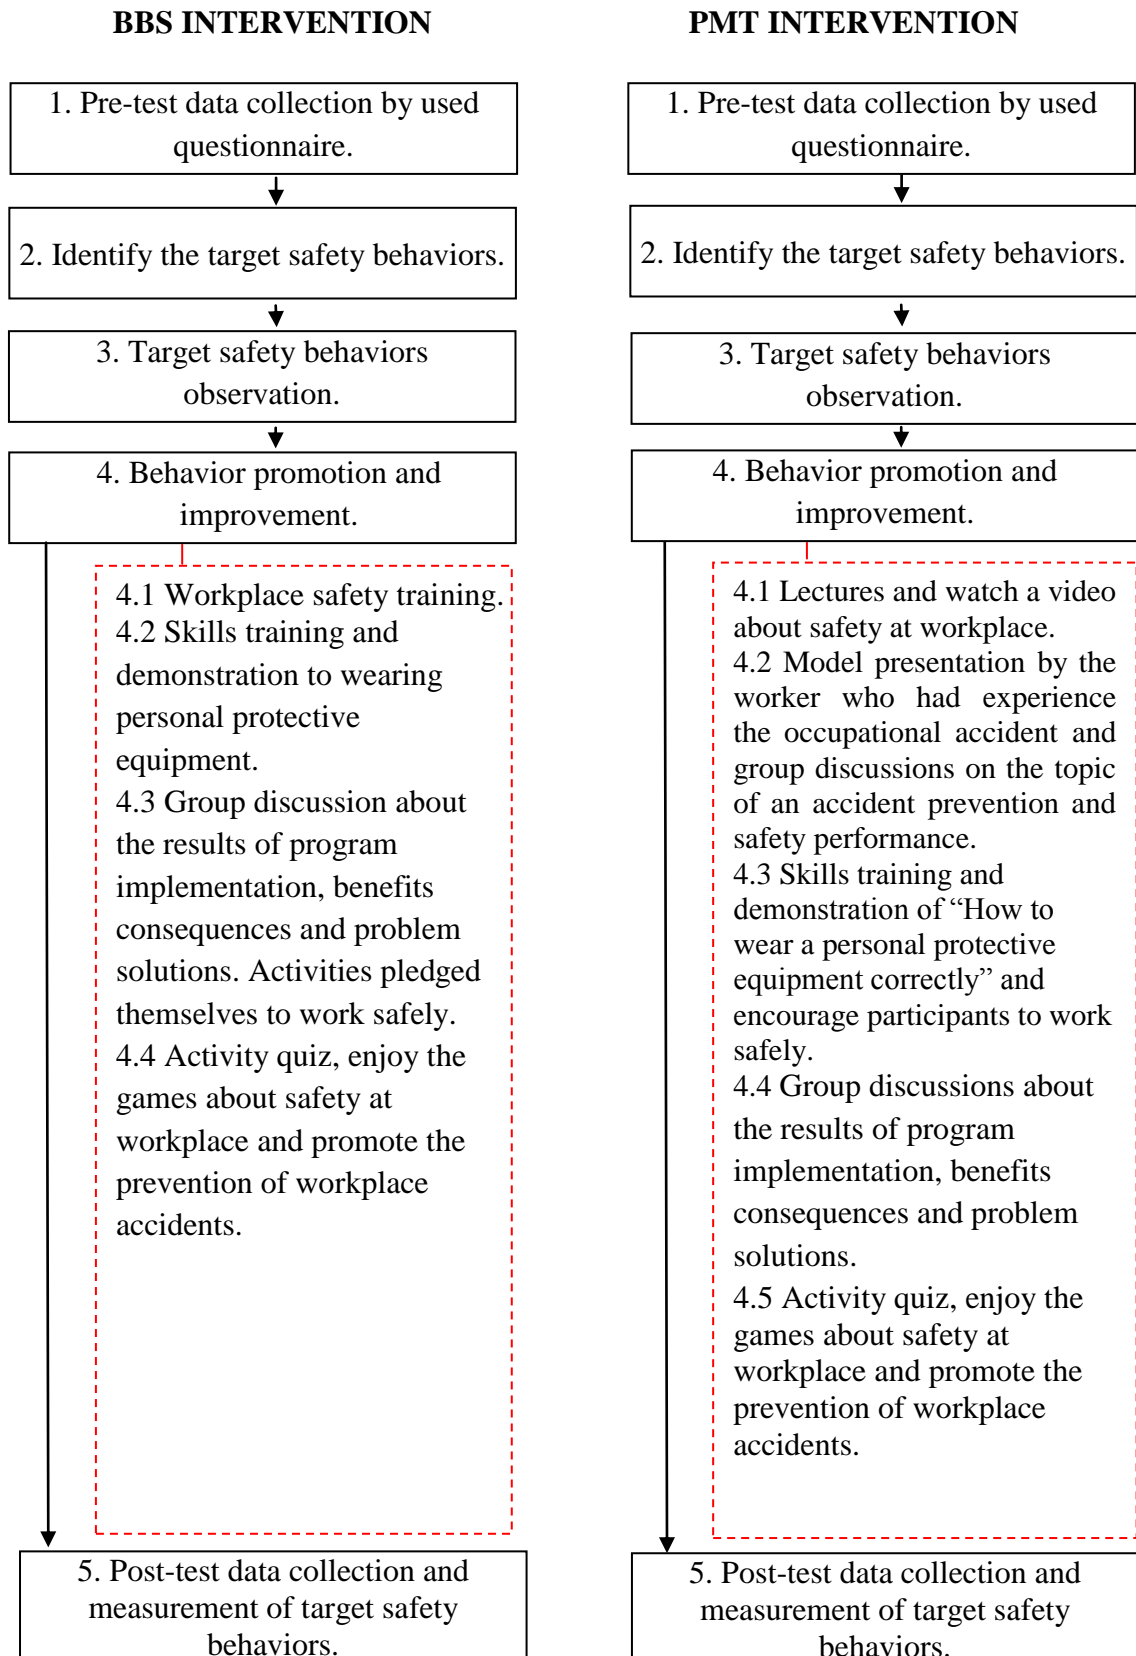 BBS INTERVENTION
1. Pre-test data collection by used
questionnaire.
2. Identify the target safety behaviors.
3. Target safety behaviors
observation.
4. Behavior promotion and
improvement.
4.1 Workplace safety training.
4.2 Skills training and
demonstration to wearing
personal protective
equipment.
4.3 Group discussion about
the results of program
implementation, benefits
consequences and problem
solutions. Activities pledged
themselves to work safely.
4.4 Activity quiz, enjoy the
games about safety at
workplace and promote the
prevention of workplace
accidents.
5. Post-test data collection and
measurement of target safety
behaviors.
PMT INTERVENTION
1. Pre-test data collection by used
questionnaire.
2. Identify the target safety behaviors.
3. Target safety behaviors
observation.
4. Behavior promotion and
improvement.
4.1 Lectures and watch a video
about safety at workplace.
4.2 Model presentation by the
worker who had experience
the occupational accident and
group discussions on the topic
of an accident prevention and
safety performance.
4.3 Skills training and
demonstration of “How to
wear a personal protective
equipment correctly” and
encourage participants to work
safely.
4.4 Group discussions about
the results of program
implementation, benefits
consequences and problem
solutions.
4.5 Activity quiz, enjoy the
games about safety at
workplace and promote the
prevention of workplace
accidents.
5. Post-test data collection and
measurement of target safety
behaviors.